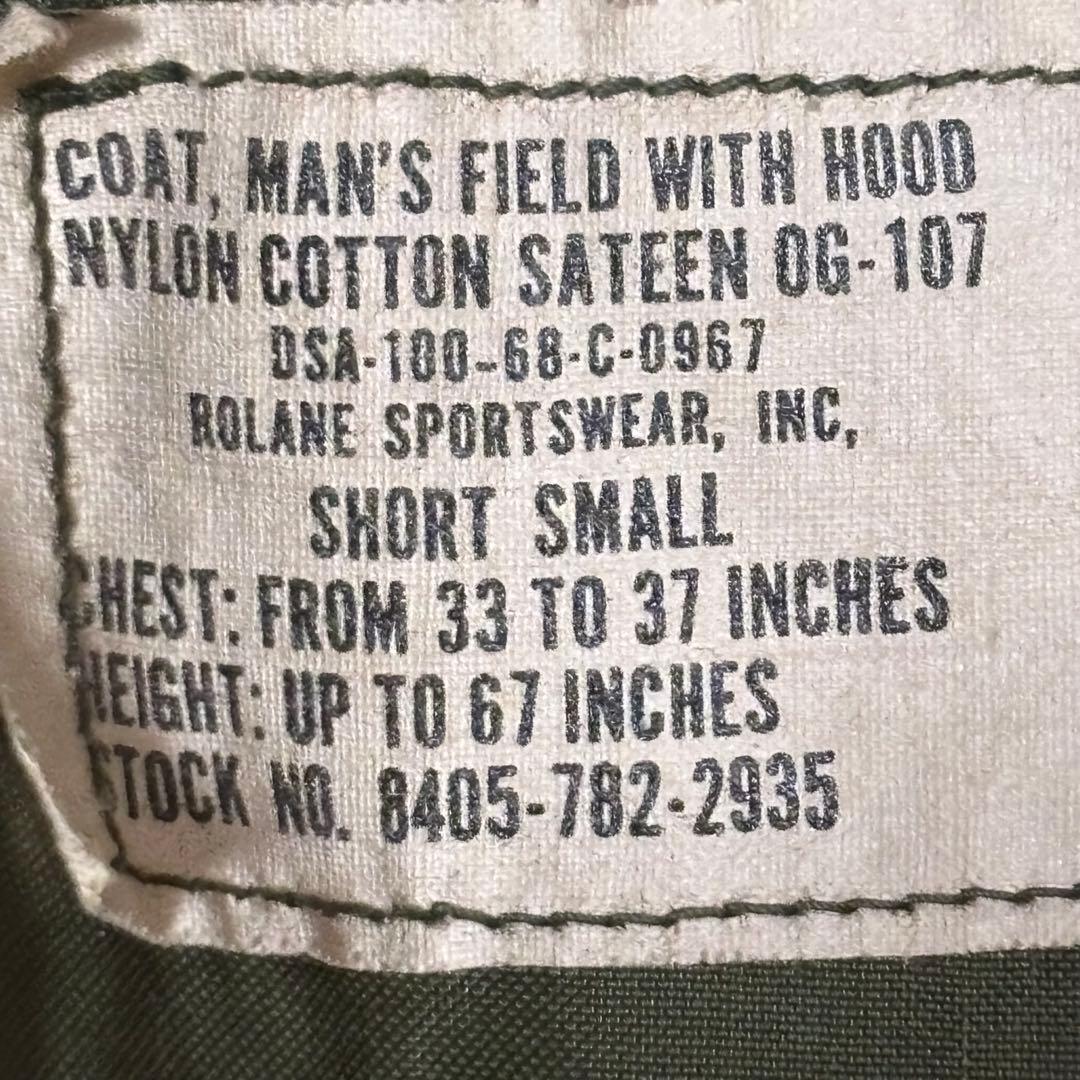 COAT, MAN'S FIELD WITH HOOD
NYLON COTTON SATEEN OG-107
DSA-100-68-C-0967
ROLANE SPORTSWEAR, INC,
SHORT SMALL
CHEST: FROM 33 TO 37 INCHES
HEIGHT: UP TO 67 INCHES
STOCK NO. 8405-782-2935